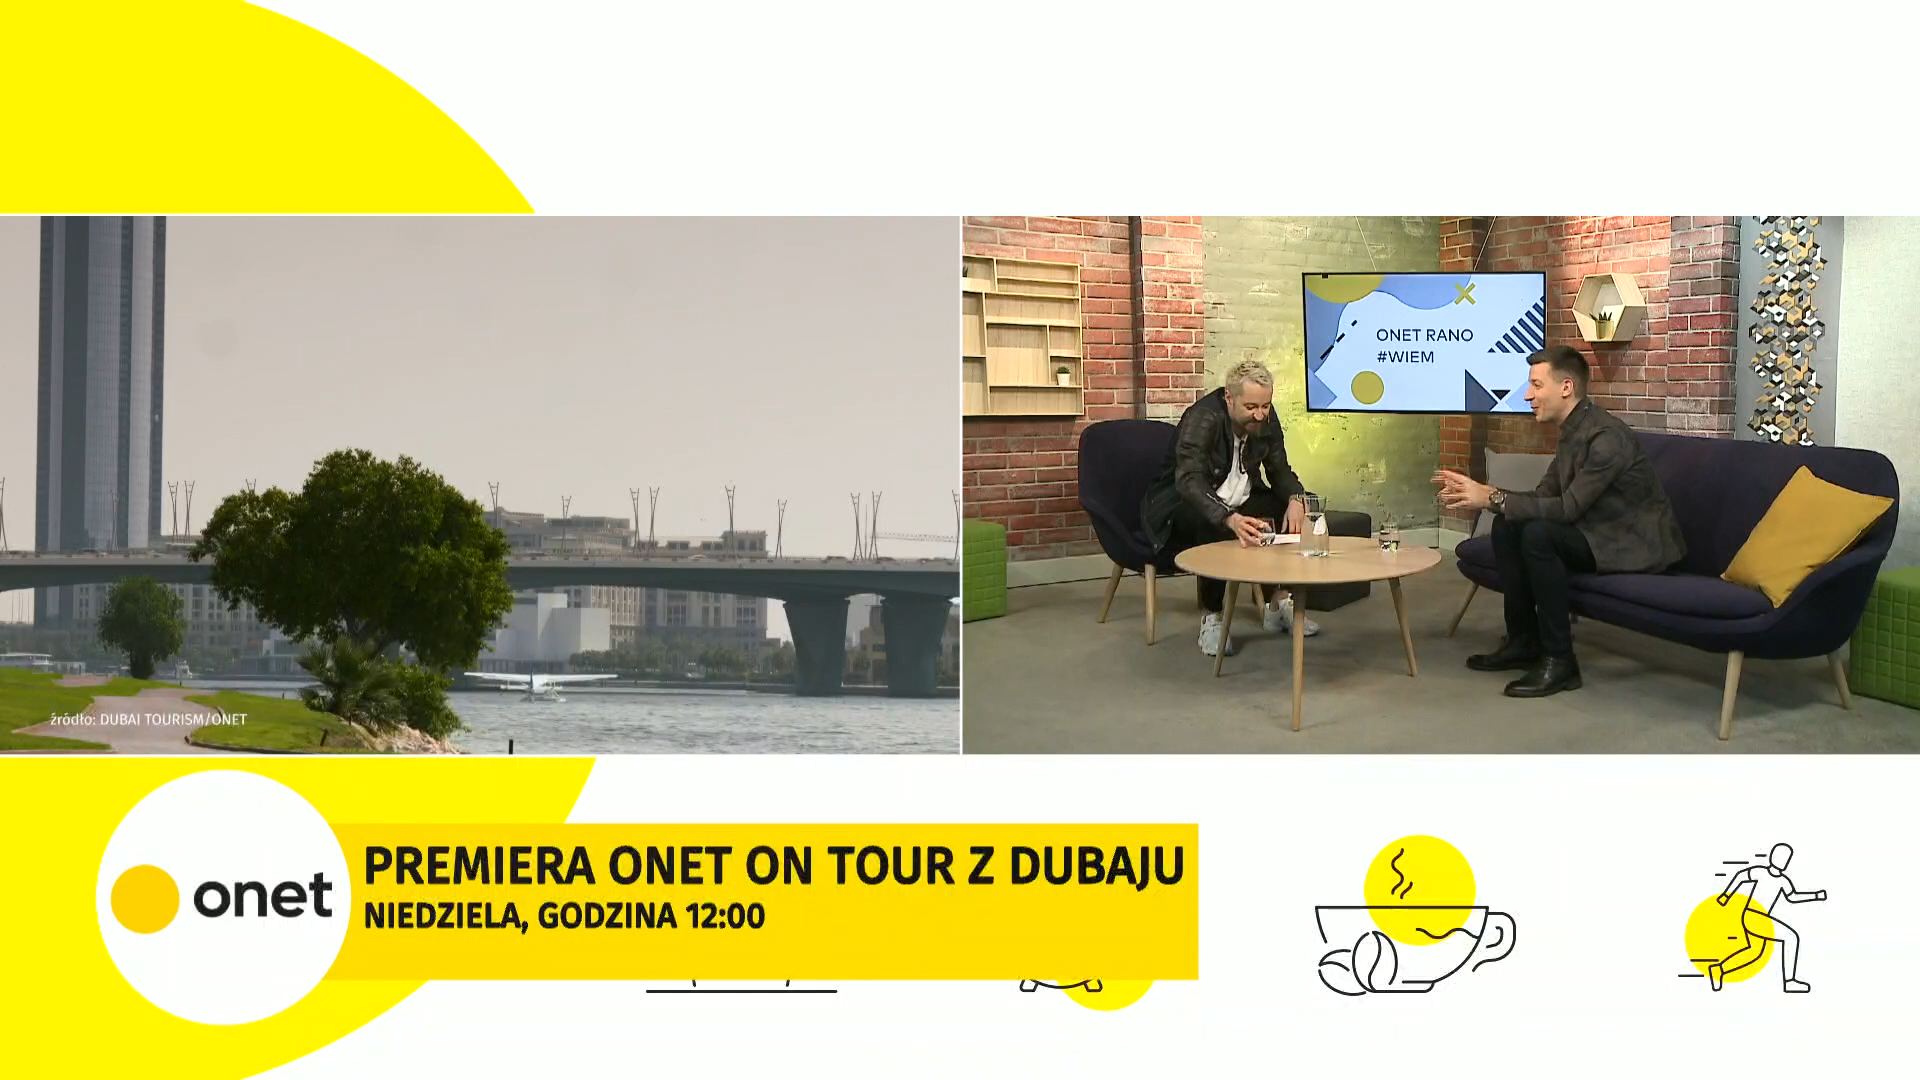 ONET RANO
#WIEM
źródło: DUBAI TOURISM/ONET
onet
PREMIERA ONET ON TOUR Z DUBAJU
NIEDZIELA, GODZINA 12:00